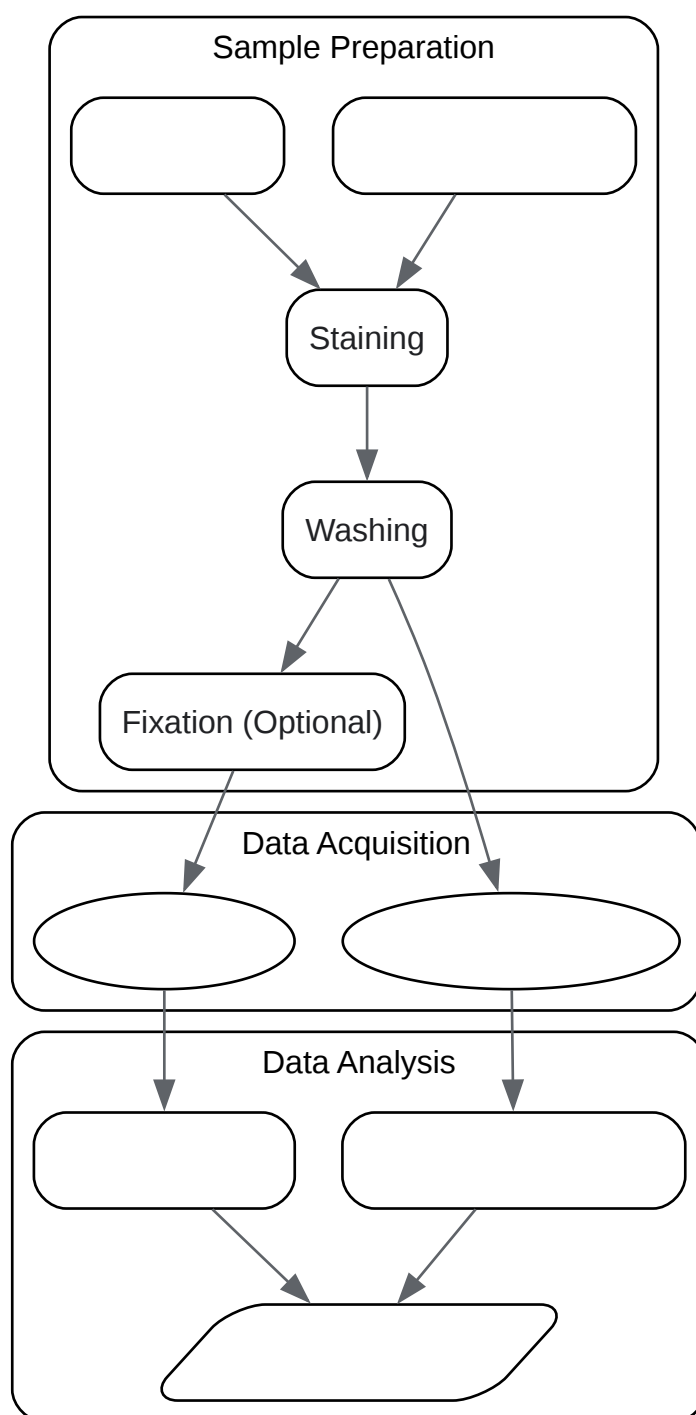 Sample Preparation
Staining
Washing
Fixation (Optional)
Data Acquisition
Data Analysis